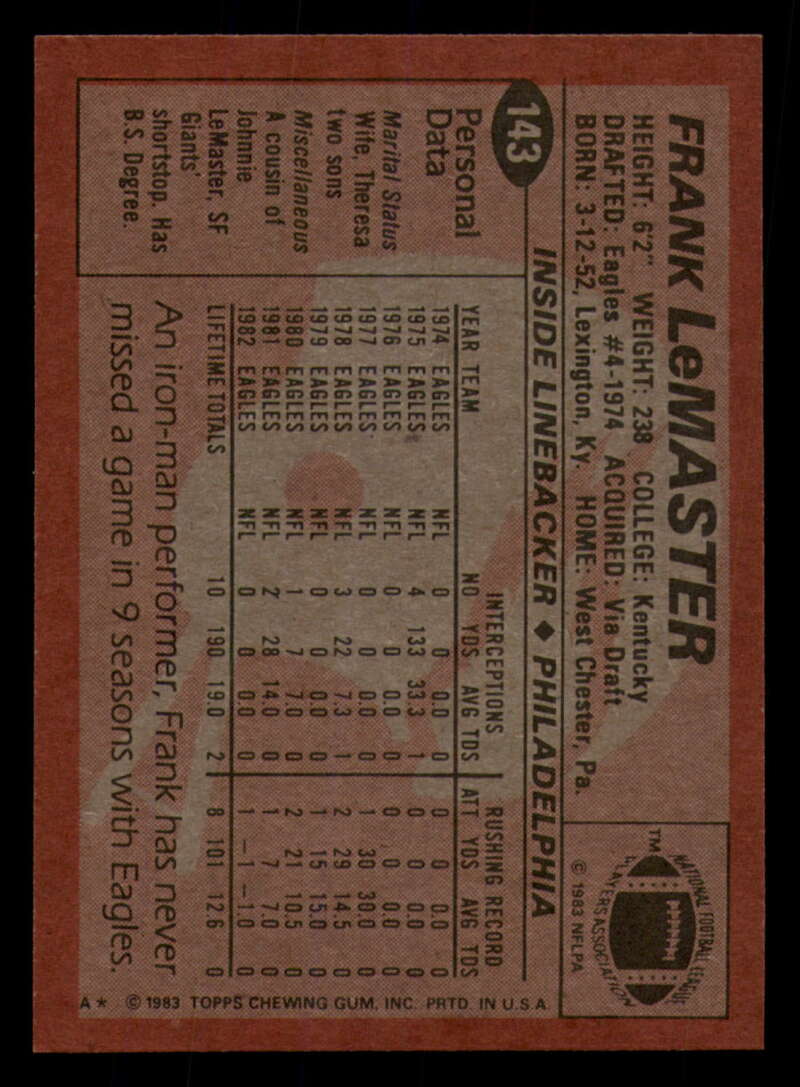 143
FRANK LeMASTER
HEIGHT: 6'2" WEIGHT: 238 COLLEGE: Kentucky
DRAFTED: Eagles #4-1974 ACQUIRED: Via Draft
BORN: 3-12-52, Lexington, Ky. HOME: West Chester, Pa.
INSIDE LINEBACKER ♦ PHILADELPHIA
TM
NATIONAL FOOTBALL LEAGUE
PLAYERS ASSOCIATION
© 1983 NFLPA
Personal
Data
Marital Status
Wife, Theresa
two sons
Miscellaneous
A cousin of
Johnnie
LeMaster, SF
Giants'
shortstop. Has
B.S. Degree.
INTERCEPTIONS RUSHING RECORD
YEAR TEAM NO YDS AVG TDS ATT YDS AVG TDS
1974 EAGLES NFL 0 0 0.0 0 0 0 0.0 0
1975 EAGLES NFL 4 133 33.3 1 0 0 0.0 0
1976 EAGLES NFL 0 0 0.0 0 0 0 0.0 0
1977 EAGLES NFL 0 0 0.0 0 1 30 30.0 0
1978 EAGLES NFL 3 22 7.3 1 2 29 14.5 0
1979 EAGLES NFL 0 0 0.0 0 1 15 15.0 0
1980 EAGLES NFL 1 7 7.0 0 2 21 10.5 0
1981 EAGLES NFL 2 28 14.0 0 1 7 7.0 0
1982 EAGLES NFL 0 0 0.0 0 1 -1 -1.0 0
LIFETIME TOTALS 10 190 19.0 2 8 101 12.6 0
An iron-man performer, Frank has never
missed a game in 9 seasons with Eagles.
A* © 1983 TOPPS CHEWING GUM, INC. PRTD. IN U.S.A.